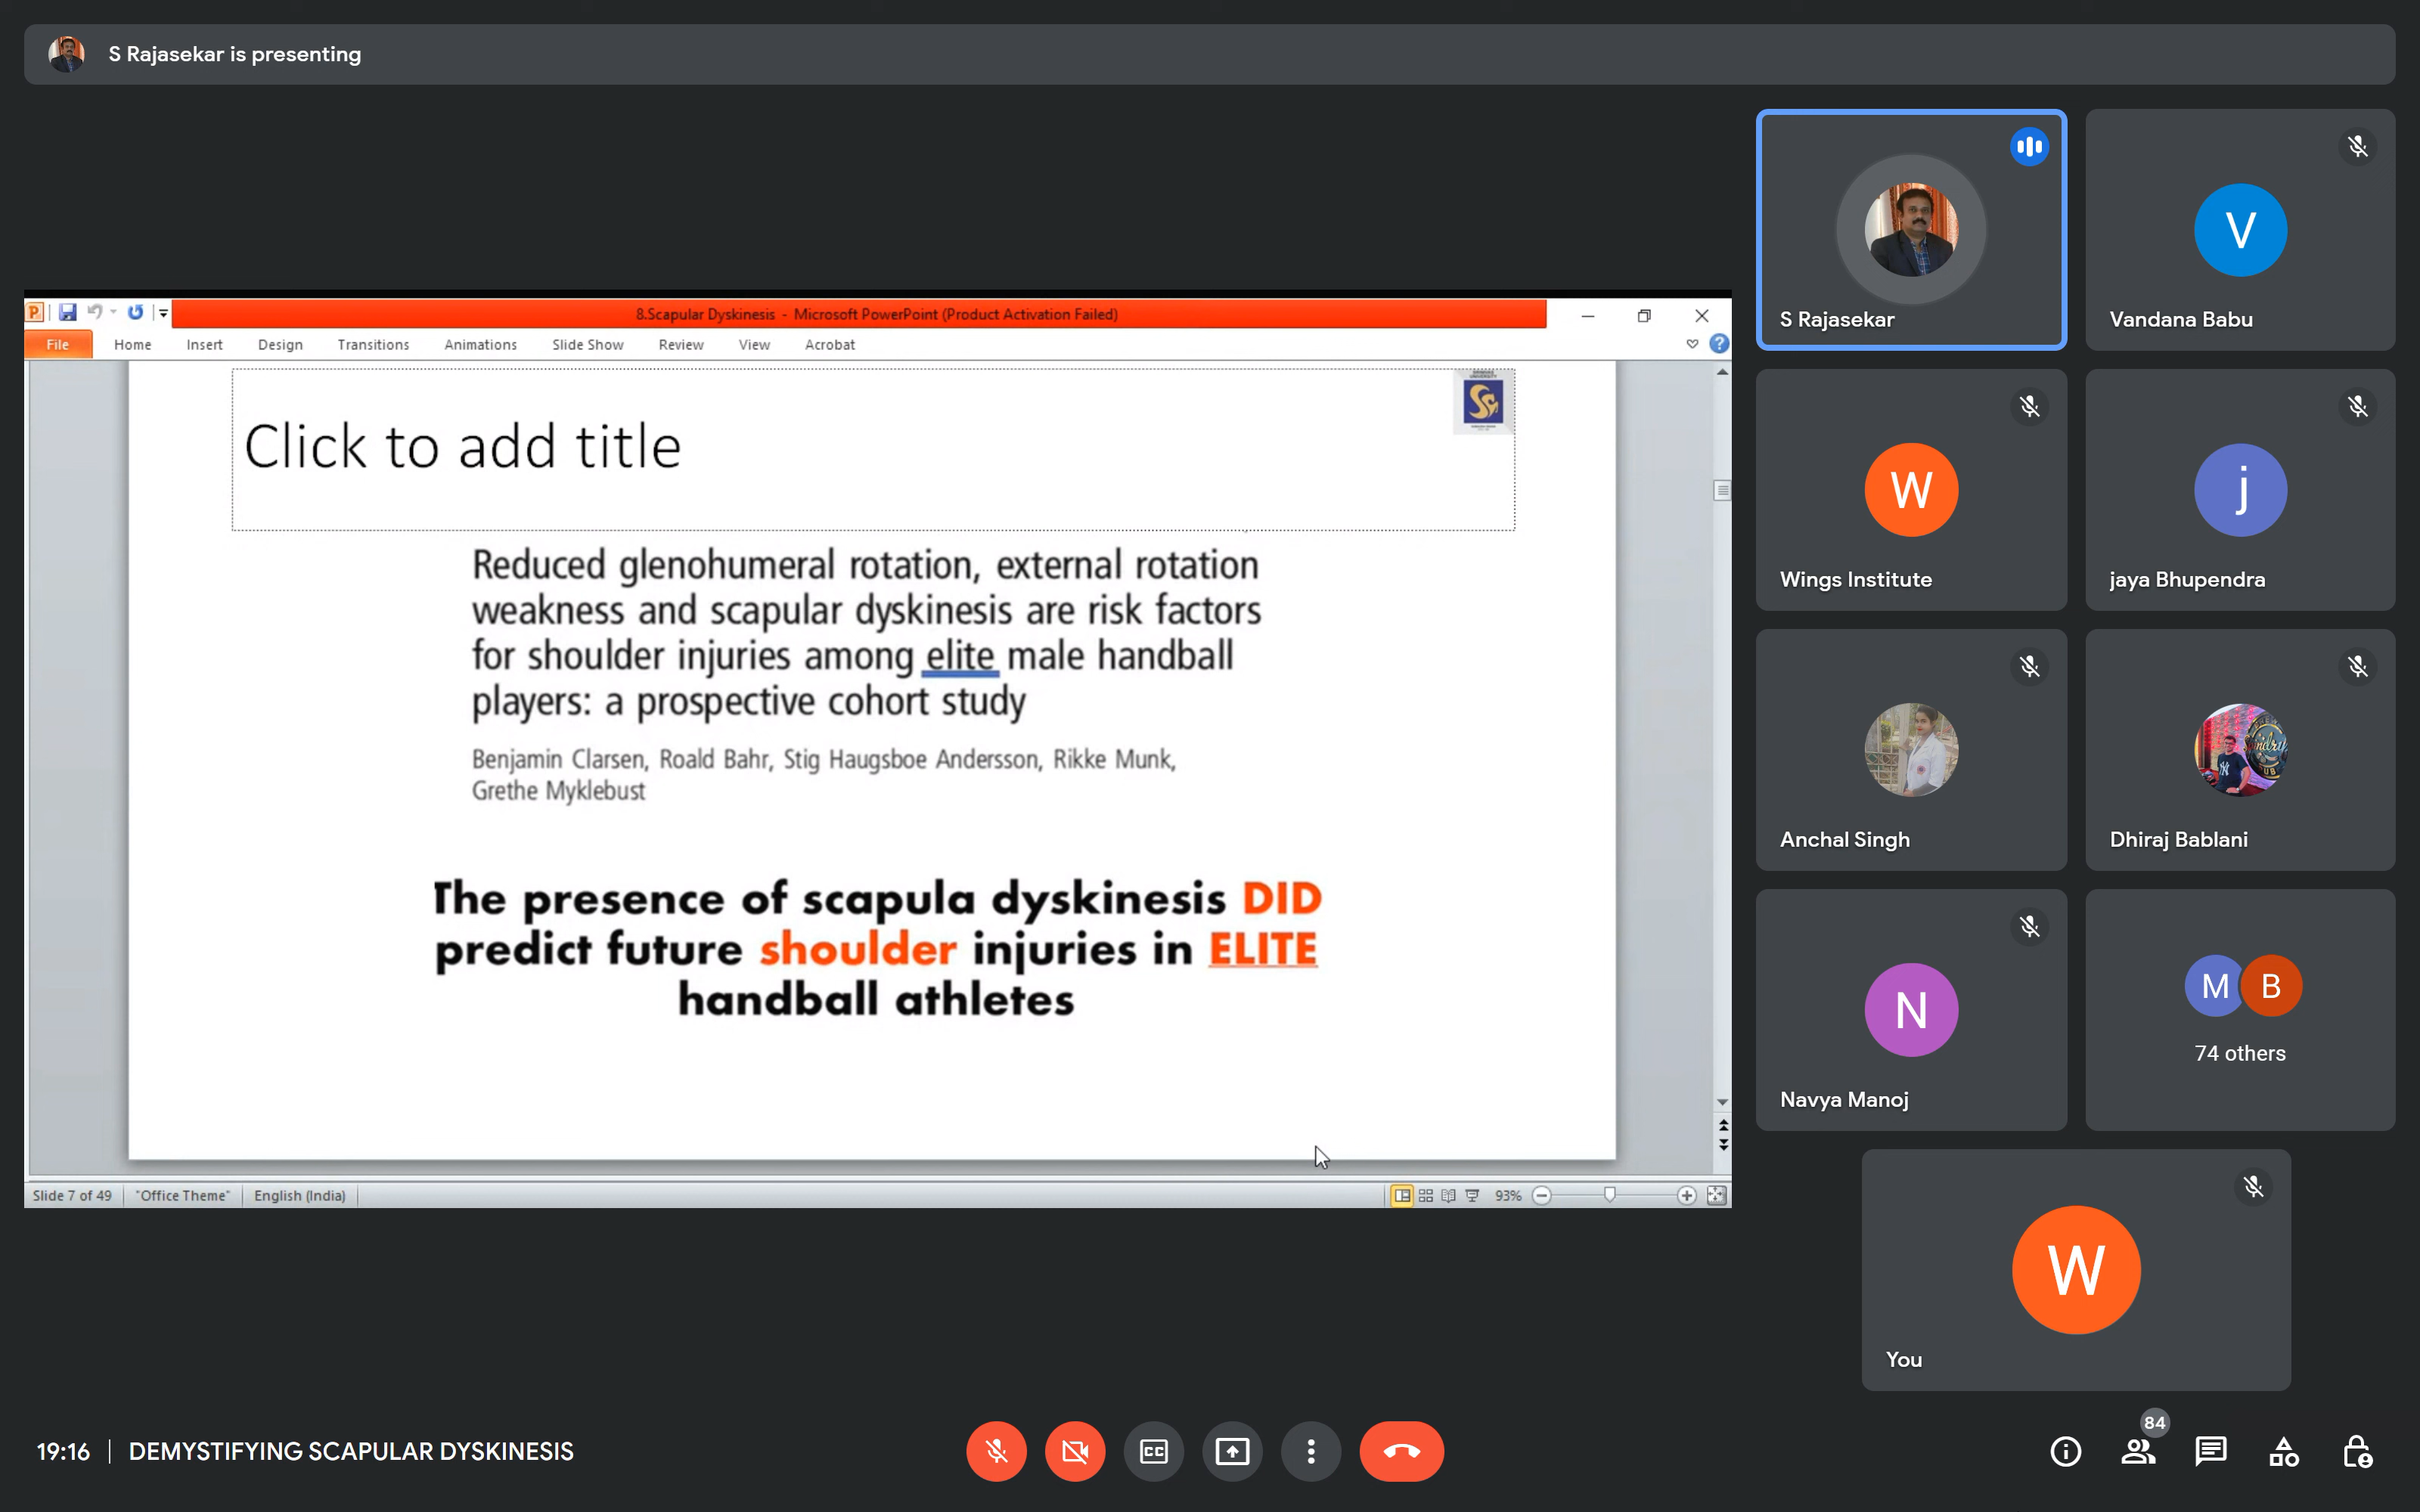 S Rajasekar is presenting
8.Scapular Dyskinesis - Microsoft PowerPoint (Product Activation Failed)
File Home Insert Design Transitions Animations Slide Show Review View Acrobat
Click to add title
Reduced glenohumeral rotation, external rotation
weakness and scapular dyskinesis are risk factors
for shoulder injuries among elite male handball
players: a prospective cohort study
Benjamin Clarsen, Roald Bahr, Stig Haugsboe Andersson, Rikke Munk,
Grethe Myklebust
The presence of scapula dyskinesis DID
predict future shoulder injuries in ELITE
handball athletes
Slide 7 of 49 "Office Theme" English (India) 93%
S Rajasekar
V
Vandana Babu
W
Wings Institute
j
jaya Bhupendra
Anchal Singh
Dhiraj Bablani
N
Navya Manoj
M B
74 others
W
You
19:16 | DEMYSTIFYING SCAPULAR DYSKINESIS
CC
84